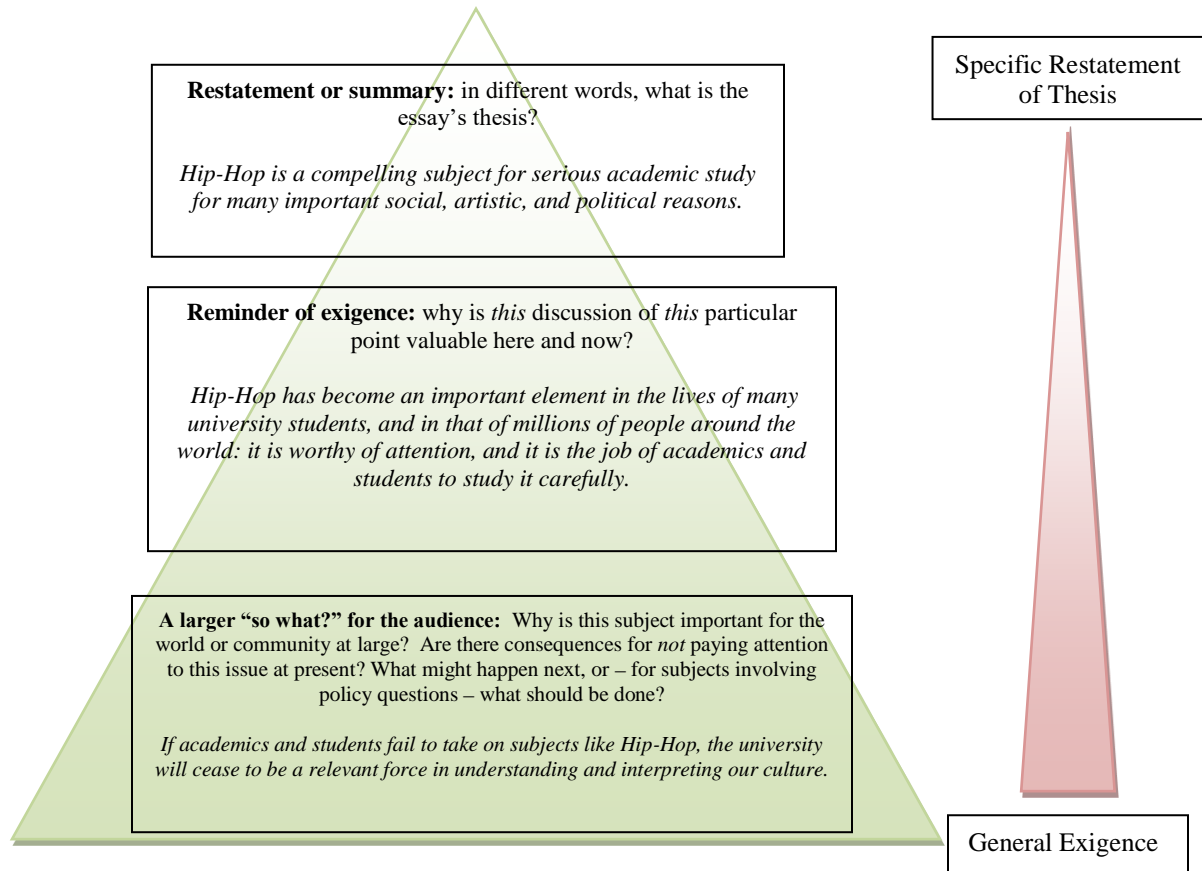 Restatement or summary: in different words, what is the
essay’s thesis?
Hip-Hop is a compelling subject for serious academic study
for many important social, artistic, and political reasons.
Reminder of exigence: why is this discussion of this particular
point valuable here and now?
Hip-Hop has become an important element in the lives of many
university students, and in that of millions of people around the
world: it is worthy of attention, and it is the job of academics and
students to study it carefully.
A larger “so what?” for the audience: Why is this subject important for the
world or community at large? Are there consequences for not paying attention
to this issue at present? What might happen next, or – for subjects involving
policy questions – what should be done?
If academics and students fail to take on subjects like Hip-Hop, the university
will cease to be a relevant force in understanding and interpreting our culture.
Specific Restatement
of Thesis
General Exigence